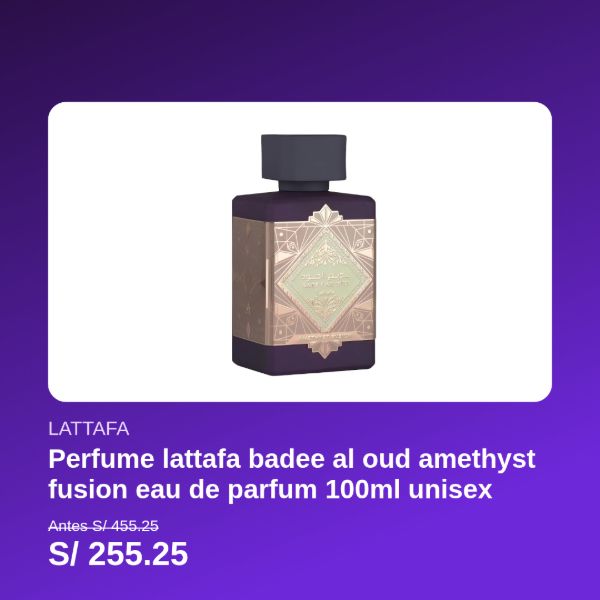 LATTAFA
Perfume lattafa badee al oud amethyst
fusion eau de parfum 100ml unisex
Antes S/ 455.25
S/ 255.25